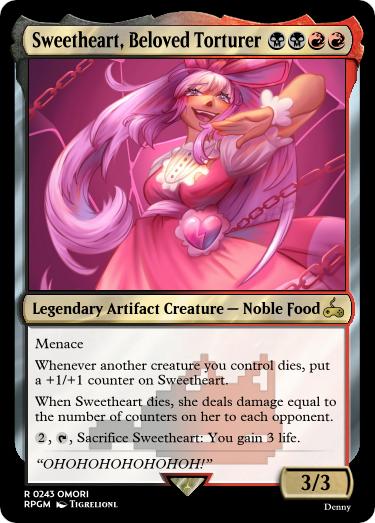 Sweetheart, Beloved Torturer
Legendary Artifact Creature — Noble Food
Menace
Whenever another creature you control dies, put
a +1/+1 counter on Sweetheart.
When Sweetheart dies, she deals damage equal to
the number of counters on her to each opponent.
2, , Sacrifice Sweetheart: You gain 3 life.
“OHOHOHOHOHOHOH!”
3/3
R 0243 OMORI
RPGM Tigrelioni.
Denny